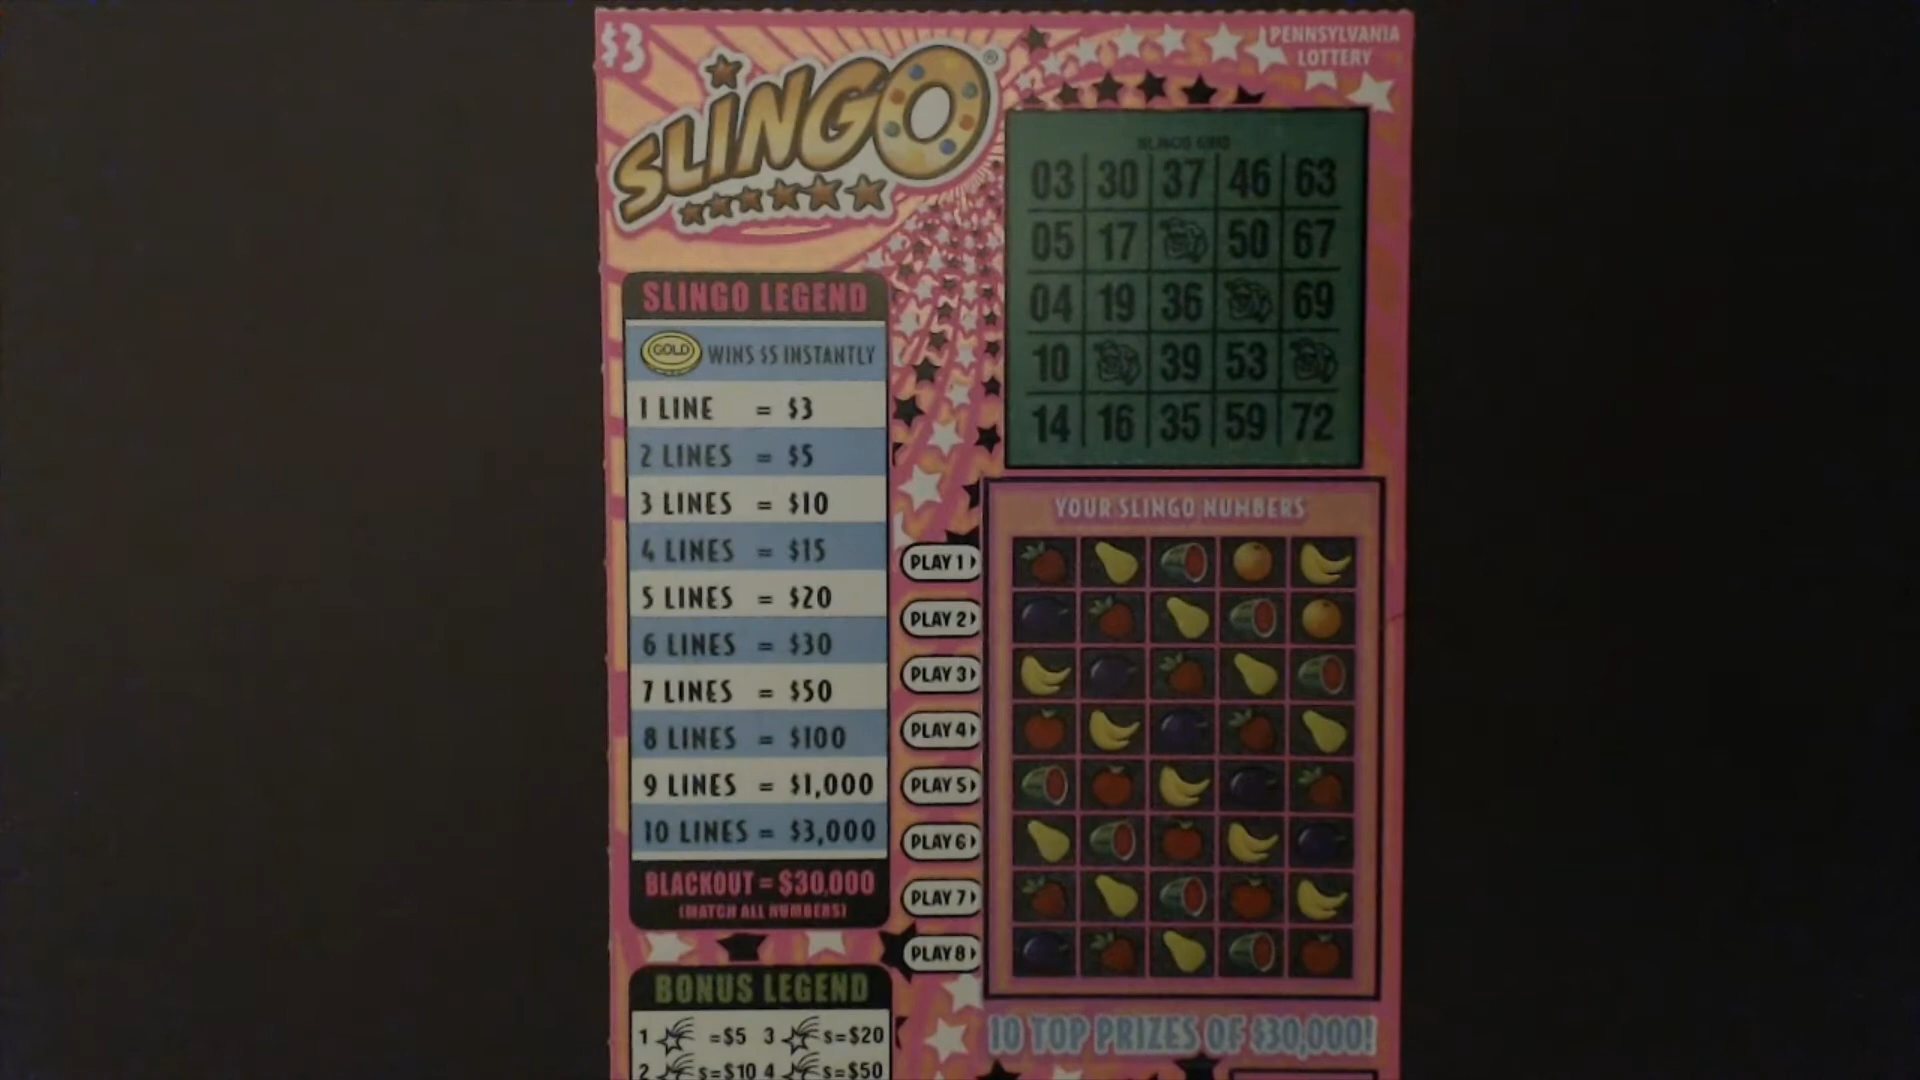 $3
SLINGO®
PENNSYLVANIA
LOTTERY
SLINGO GRID
03 30 37 46 63
05 17 50 67
04 19 36 69
10 39 53
14 16 35 59 72
SLINGO LEGEND
GOLD WINS $5 INSTANTLY
1 LINE = $3
2 LINES = $5
3 LINES = $10
4 LINES = $15
5 LINES = $20
6 LINES = $30
7 LINES = $50
8 LINES = $100
9 LINES = $1,000
10 LINES = $3,000
BLACKOUT = $30,000
(MATCH ALL NUMBERS)
YOUR SLINGO NUMBERS
PLAY 1
PLAY 2
PLAY 3
PLAY 4
PLAY 5
PLAY 6
PLAY 7
PLAY 8
BONUS LEGEND
1 =$5 3 s=$20
2 s=$10 4 s=$50
10 TOP PRIZES OF $30,000!